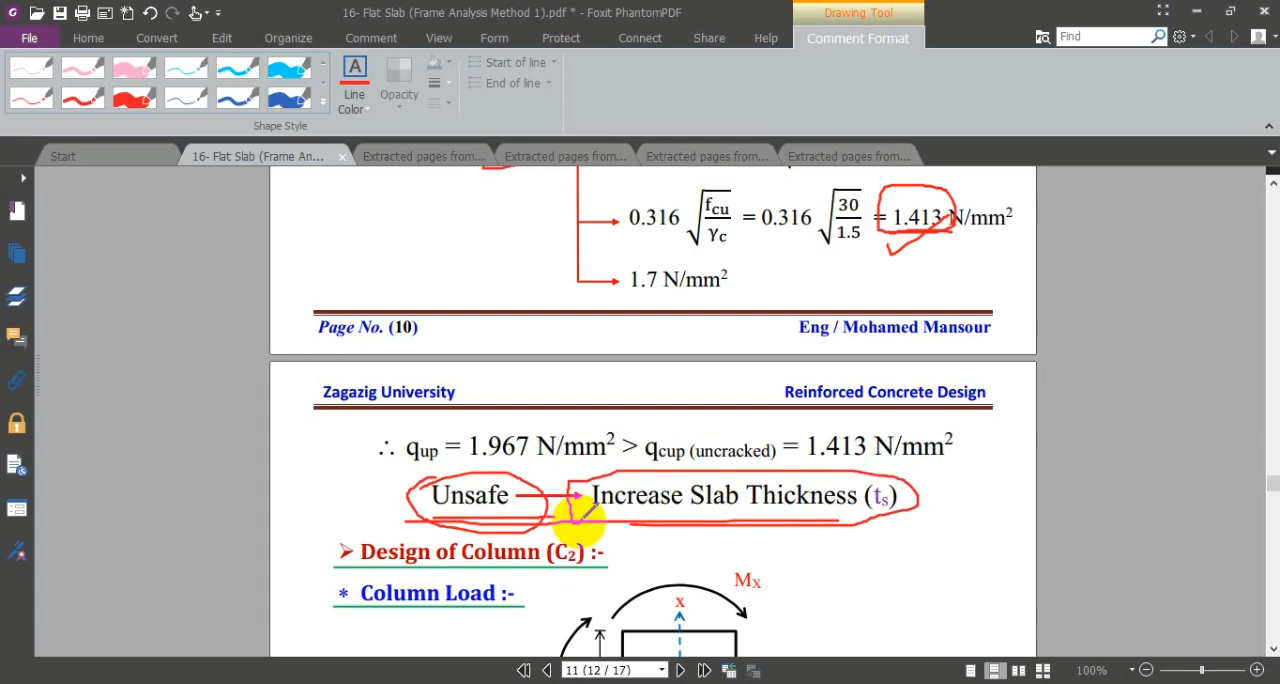 16- Flat Slab (Frame Analysis Method 1).pdf * - Foxit PhantomPDF
Drawing Tool
File Home Convert Edit Organize Comment View Form Protect Connect Share Help Comment Format Find
Line Color
Opacity
Start of line
End of line
Shape Style
Start 16- Flat Slab (Frame An... Extracted pages from... Extracted pages from... Extracted pages from... Extracted pages from...
0.316 √(fcu/γc) = 0.316 √(30/1.5) = 1.413 N/mm²
1.7 N/mm²
Page No. (10) Eng / Mohamed Mansour
Zagazig University Reinforced Concrete Design
∴ qup = 1.967 N/mm² > qcup (uncracked) = 1.413 N/mm²
Unsafe → Increase Slab Thickness (ts)
➤ Design of Column (C₂) :-
* Column Load :-
MX
x
11 (12 / 17) 100%